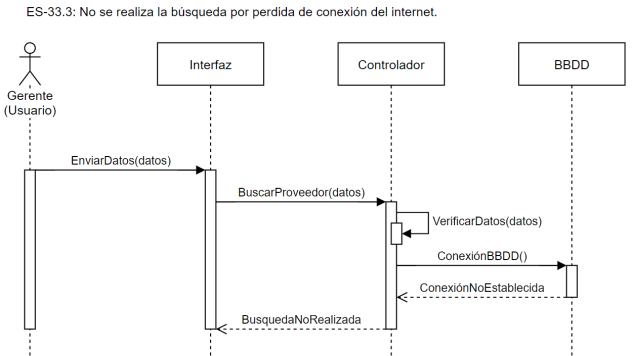 ES-33.3: No se realiza la búsqueda por perdida de conexión del internet.
Interfaz
Controlador
BBDD
Gerente
(Usuario)
EnviarDatos(datos)
BuscarProveedor(datos)
VerificarDatos(datos)
ConexiónBBDD()
ConexiónNoEstablecida
BusquedaNoRealizada